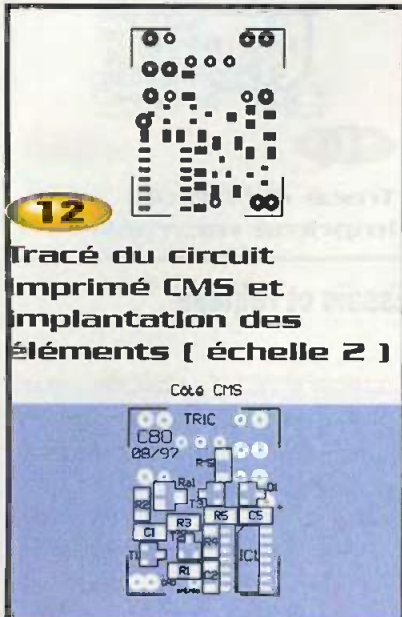 12
Tracé du circuit
imprimé CMS et
implantation des
éléments ( échelle 2 )
Coté CMS
TRIC
CBO
08/97
R2
C1
R3
R5
C5
T1
R1
C2
IC1